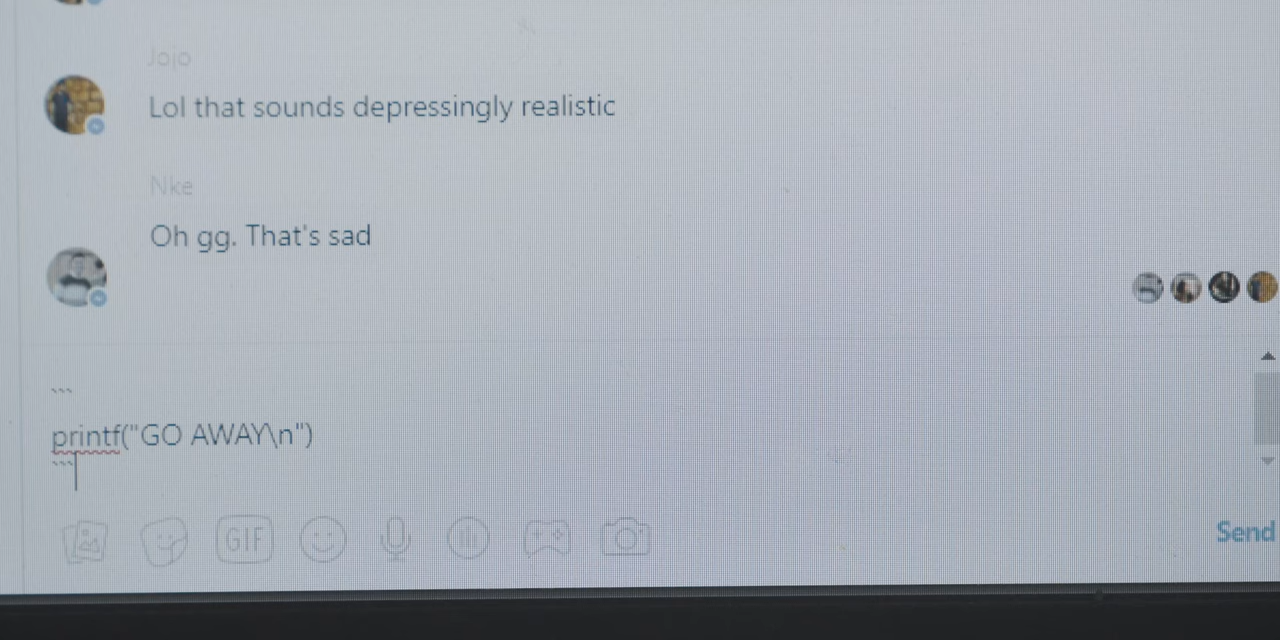 Jojo
Lol that sounds depressingly realistic
Nke
Oh gg. That's sad
```
printf("GO AWAY\n")
```
GIF
Send